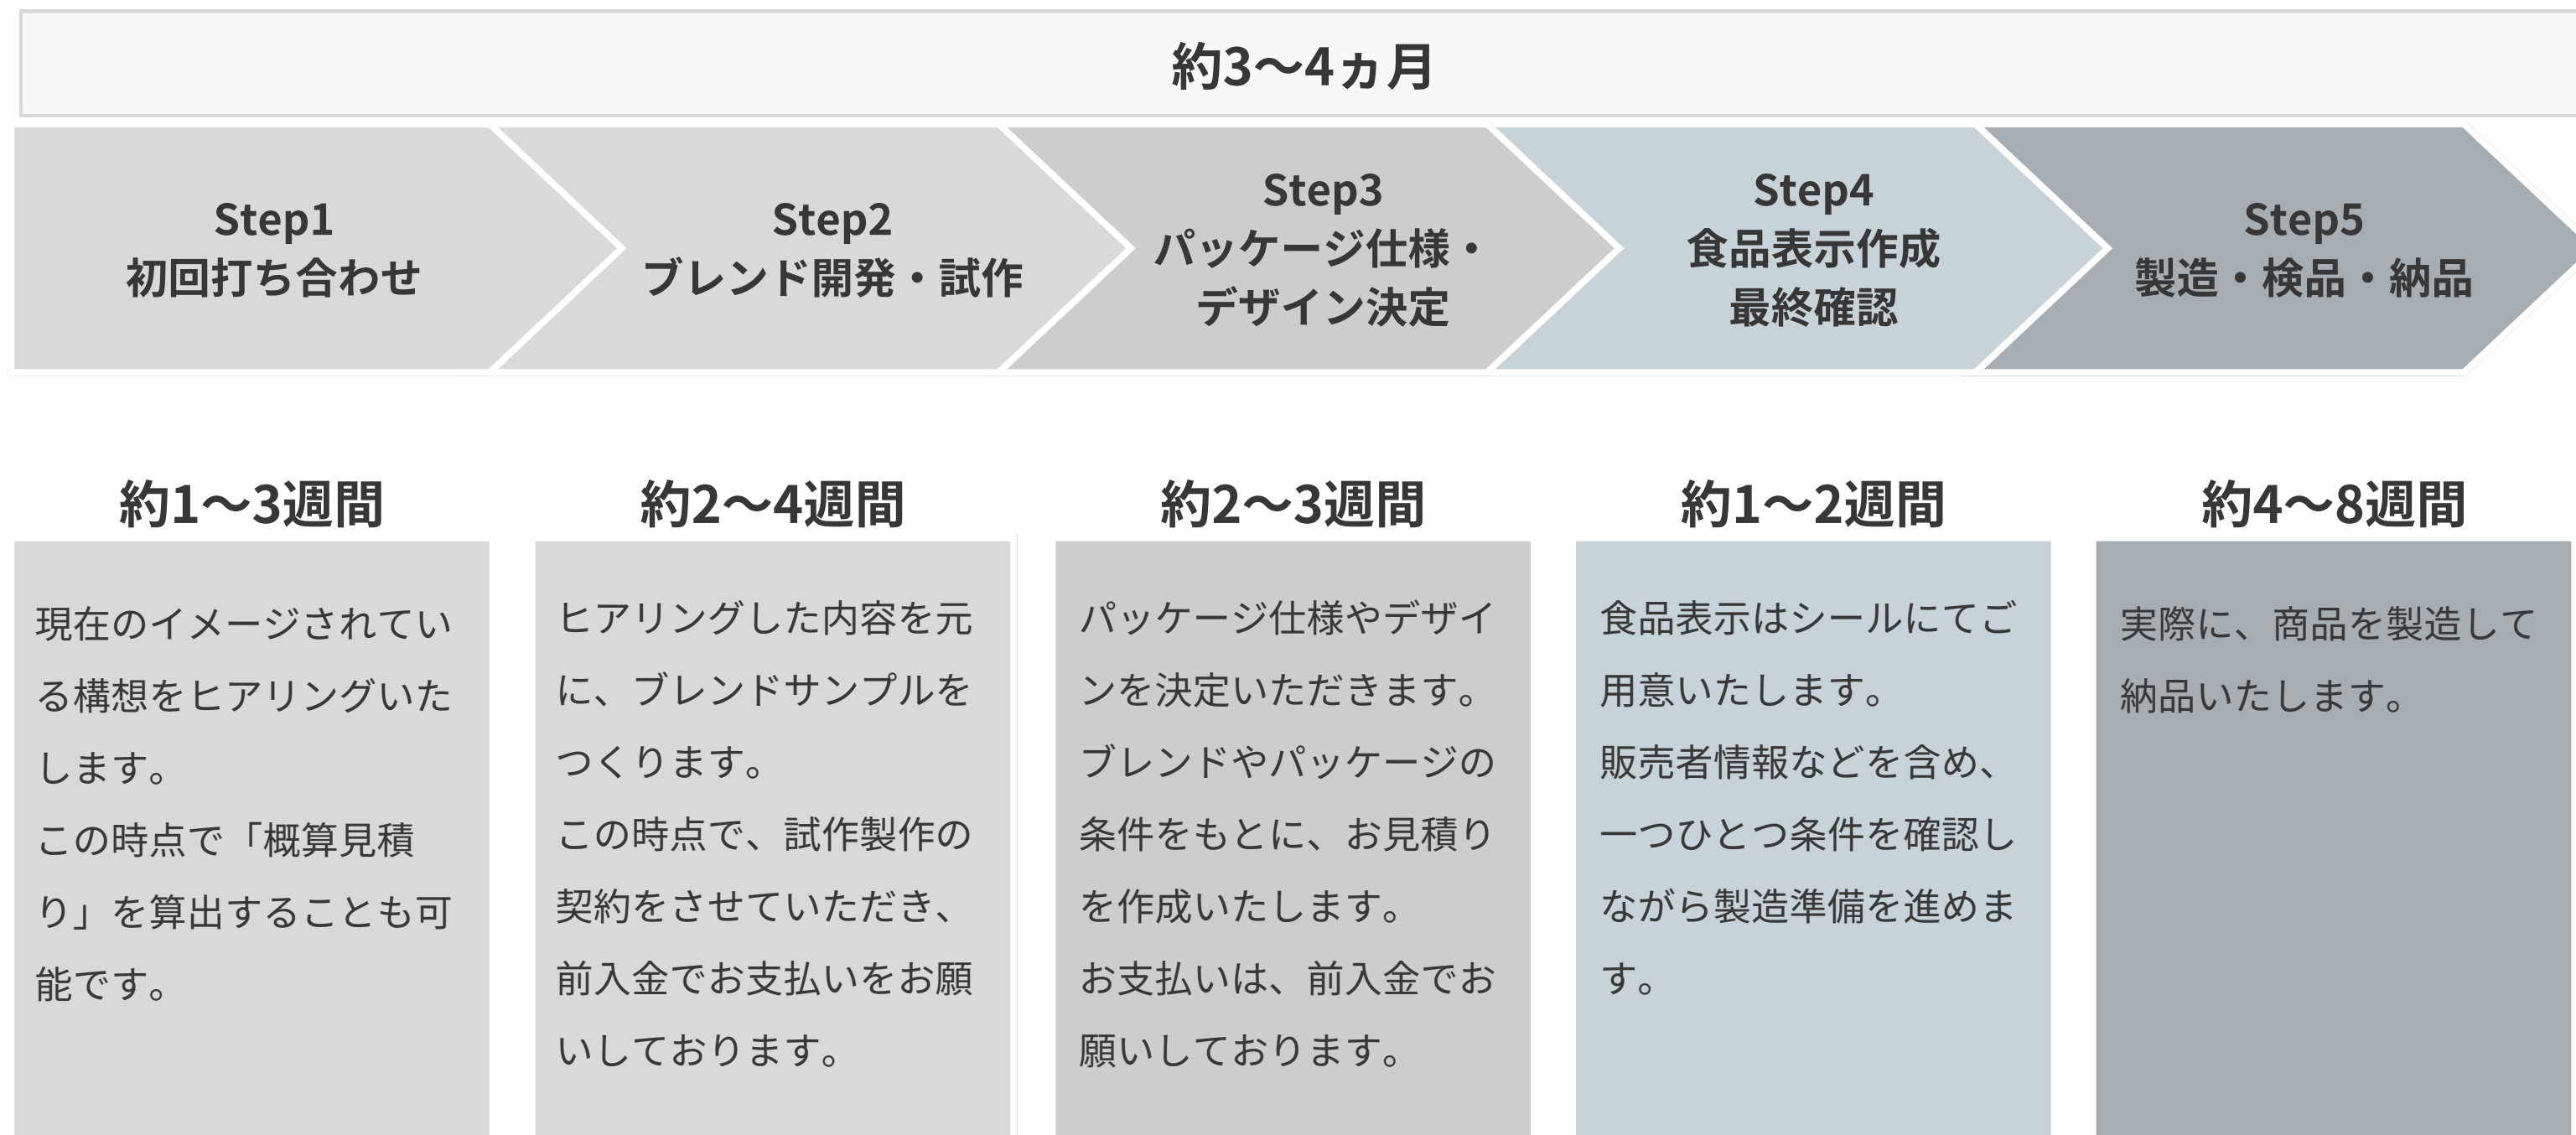 約3〜4ヵ月
Step1
初回打ち合わせ
Step2
ブレンド開発・試作
Step3
パッケージ仕様・
デザイン決定
Step4
食品表示作成
最終確認
Step5
製造・検品・納品
約1〜3週間
現在のイメージされてい
る構想をヒアリングいた
します。
この時点で「概算見積
り」を算出することも可
能です。
約2〜4週間
ヒアリングした内容を元
に、ブレンドサンプルを
つくります。
この時点で、試作製作の
契約をさせていただき、
前入金でお支払いをお願
いしております。
約2〜3週間
パッケージ仕様やデザイ
ンを決定いただきます。
ブレンドやパッケージの
条件をもとに、お見積り
を作成いたします。
お支払いは、前入金でお
願いしております。
約1〜2週間
食品表示はシールにてご
用意いたします。
販売者情報などを含め、
一つひとつ条件を確認し
ながら製造準備を進めま
す。
約4〜8週間
実際に、商品を製造して
納品いたします。